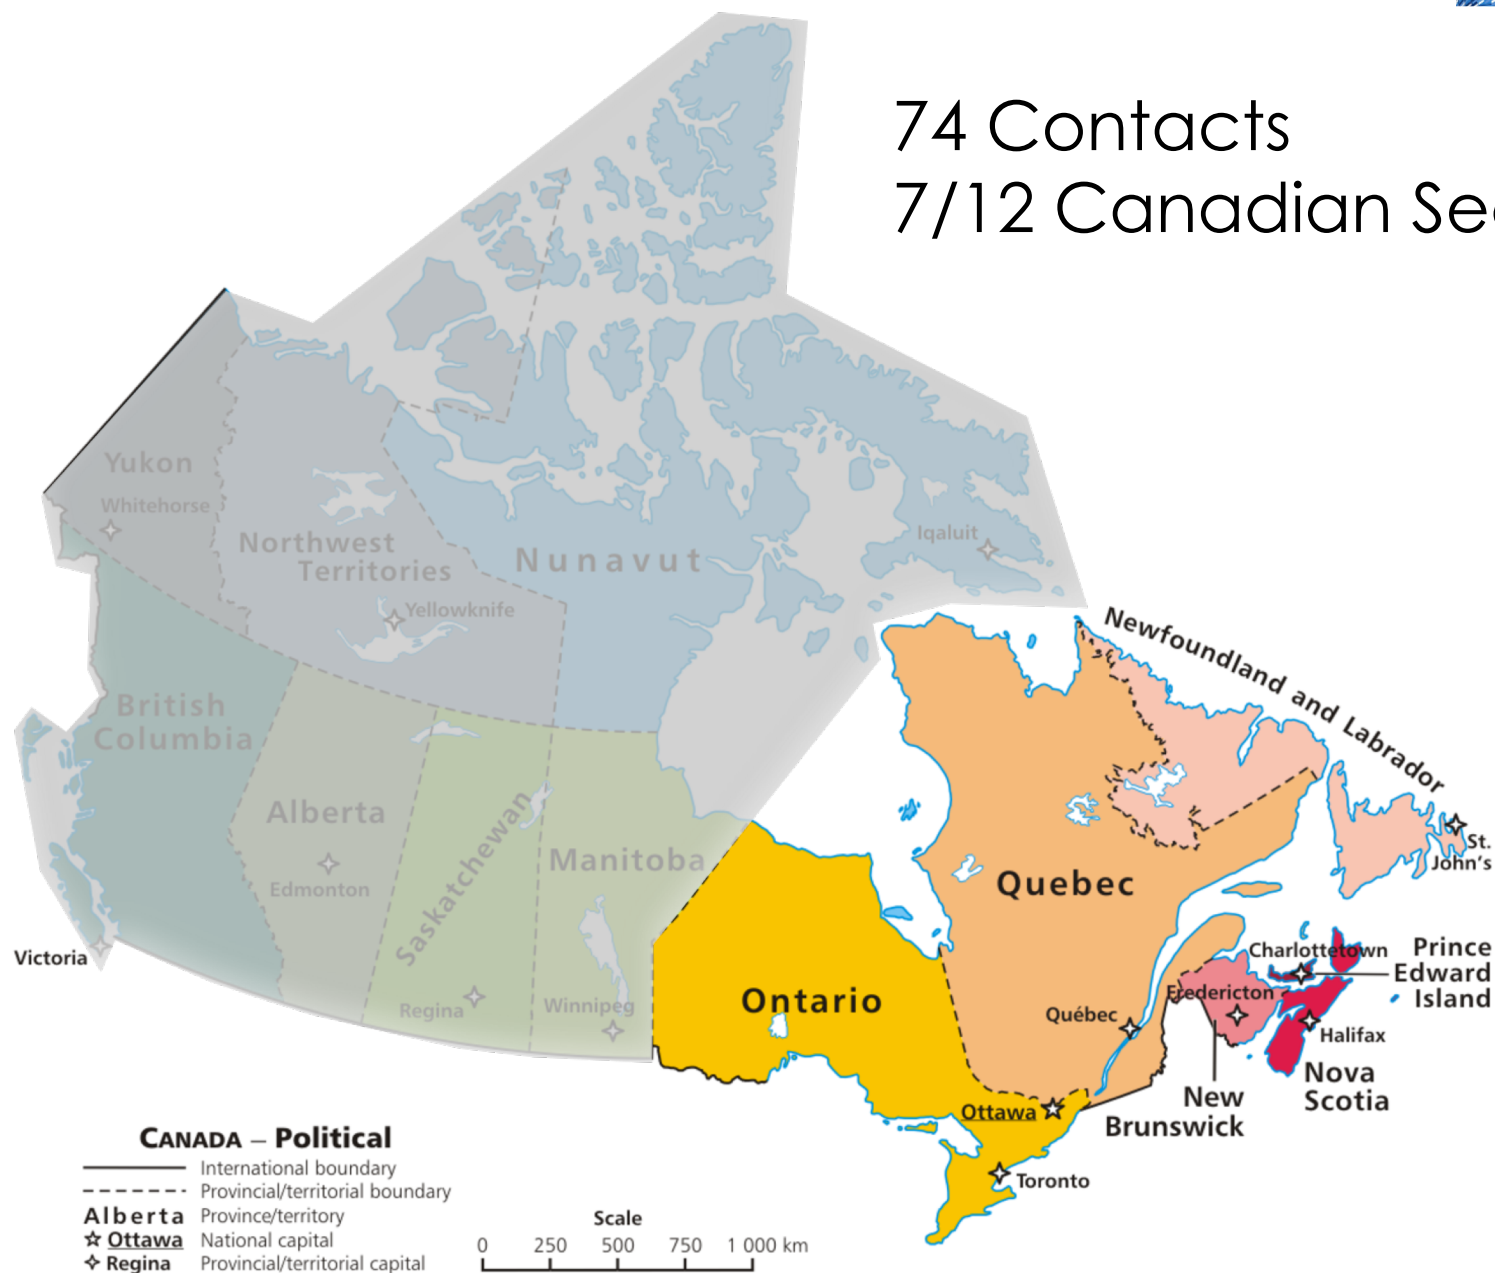 74 Contacts
7/12 Canadian
Yukon
Whitehorse
Northwest
Territories
Yellowknife
Nunavut
Iqaluit
British
Columbia
Victoria
Alberta
Edmonton
Saskatchewan
Regina
Manitoba
Winnipeg
Ontario
Ottawa
Toronto
Quebec
Québec
Newfoundland and Labrador
St.
John's
Charlottetown
Prince
Edward
Island
Fredericton
Halifax
Nova
Scotia
New
Brunswick
CANADA – Political
International boundary
Provincial/territorial boundary
Alberta Province/territory
Ottawa National capital
Regina Provincial/territorial capital
Scale
0 250 500 750 1 000 km